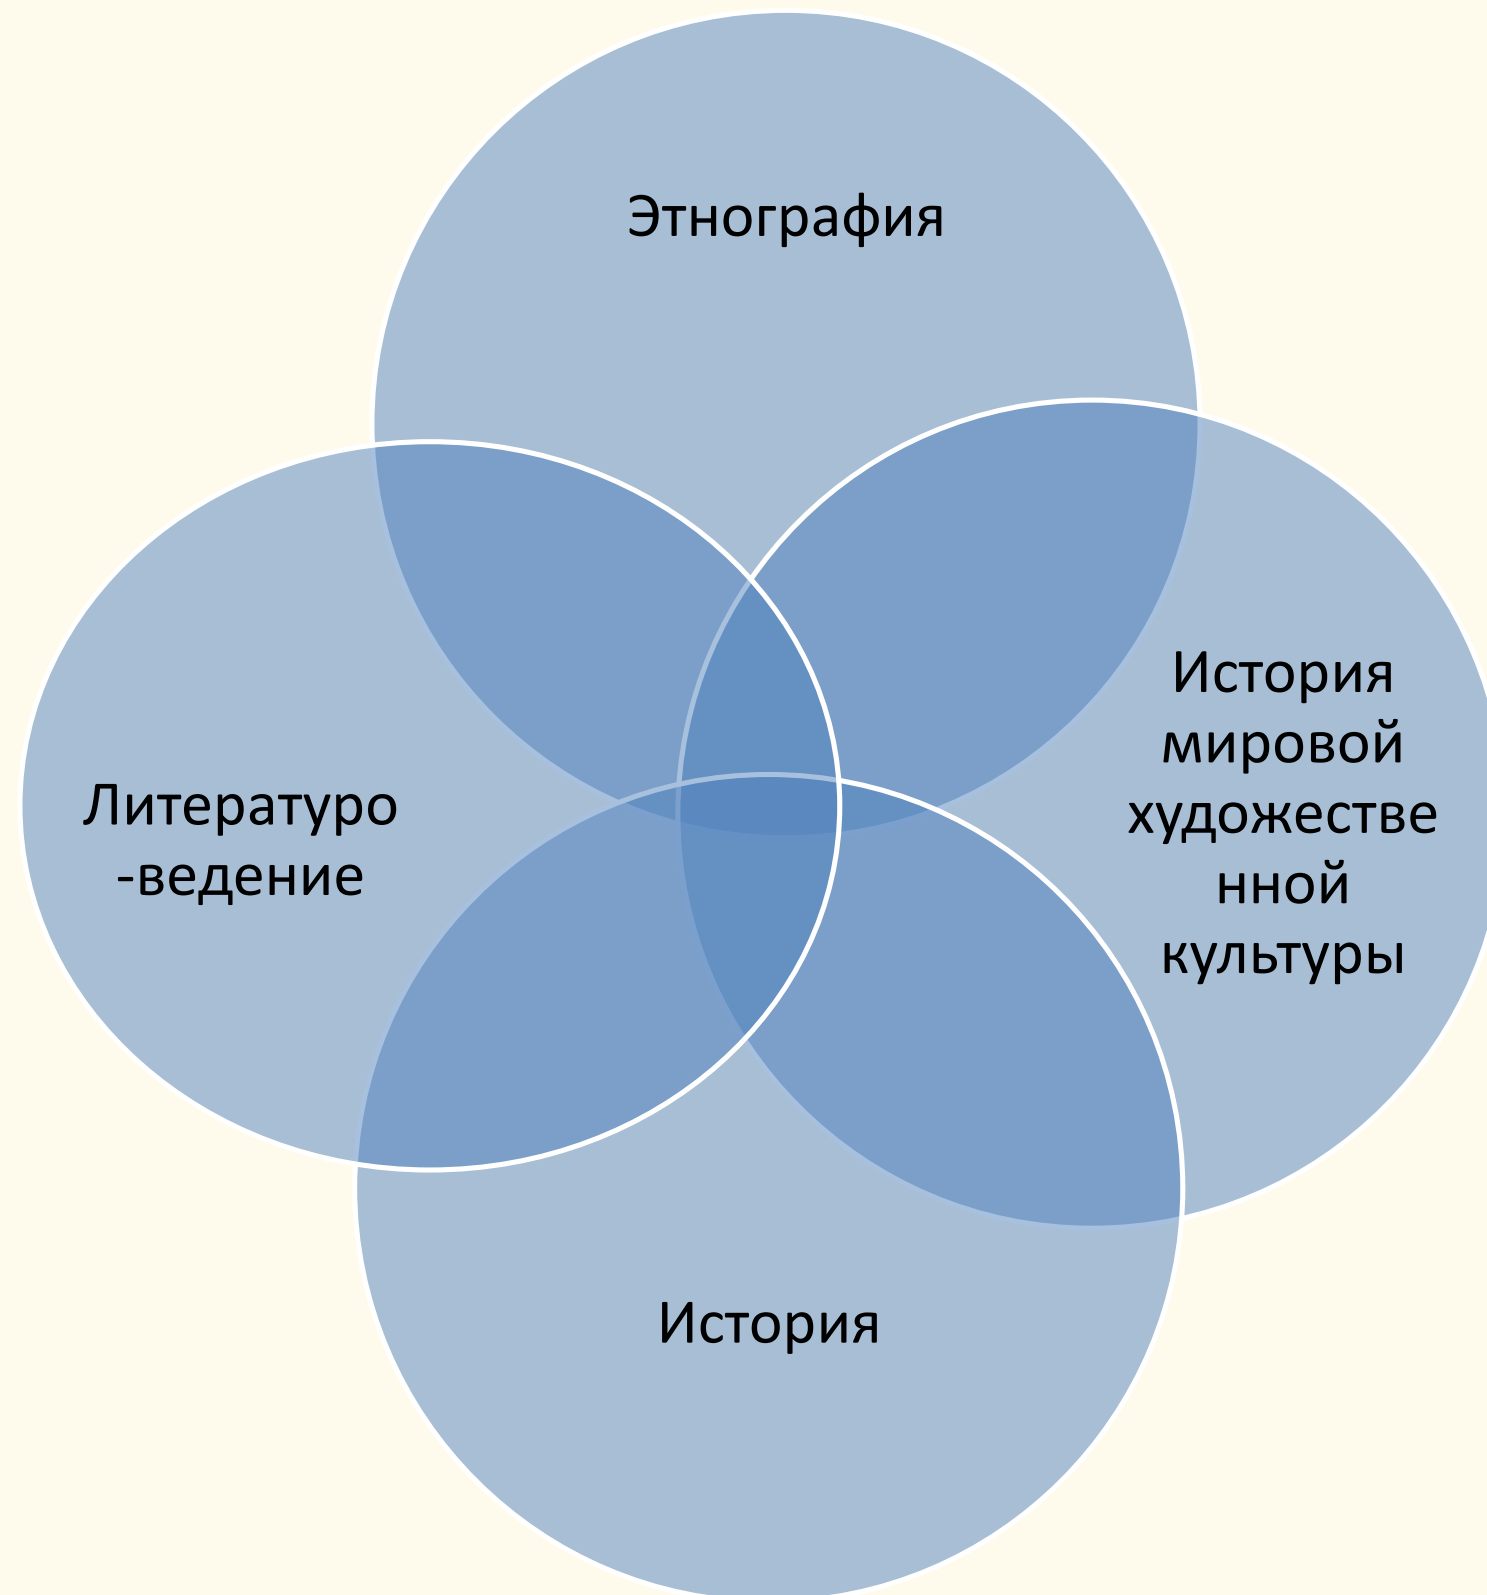 Этнография
История
мировой
художестве
нной
культуры
Литературо
-ведение
История